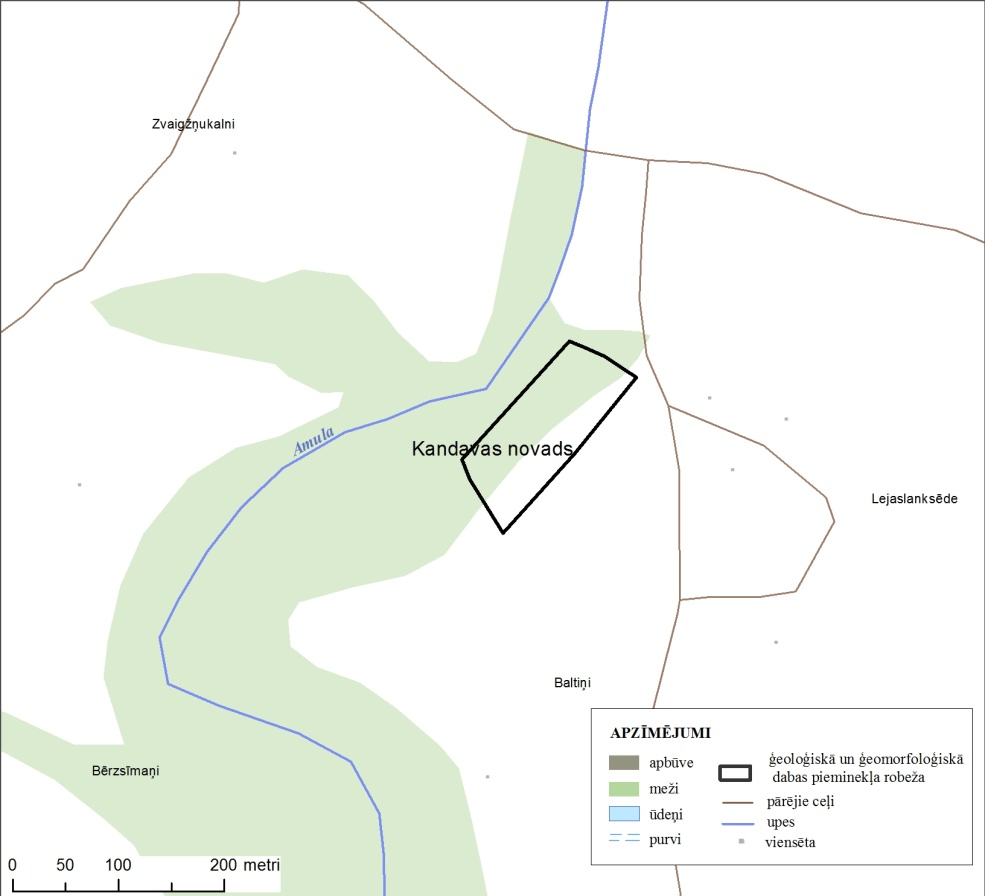 Zvaigžņukalni
Amula
Kandavas novads
Lejaslanksēde
Baltiņi
Bērzsīmaņi
APZĪMĒJUMI
apbūve
meži
ūdeņi
purvi
ģeoloģiskā un ģeomorfoloģiskā
dabas pieminekļa robeža
pārējie ceļi
upes
viensēta
0 50 100 200 metri